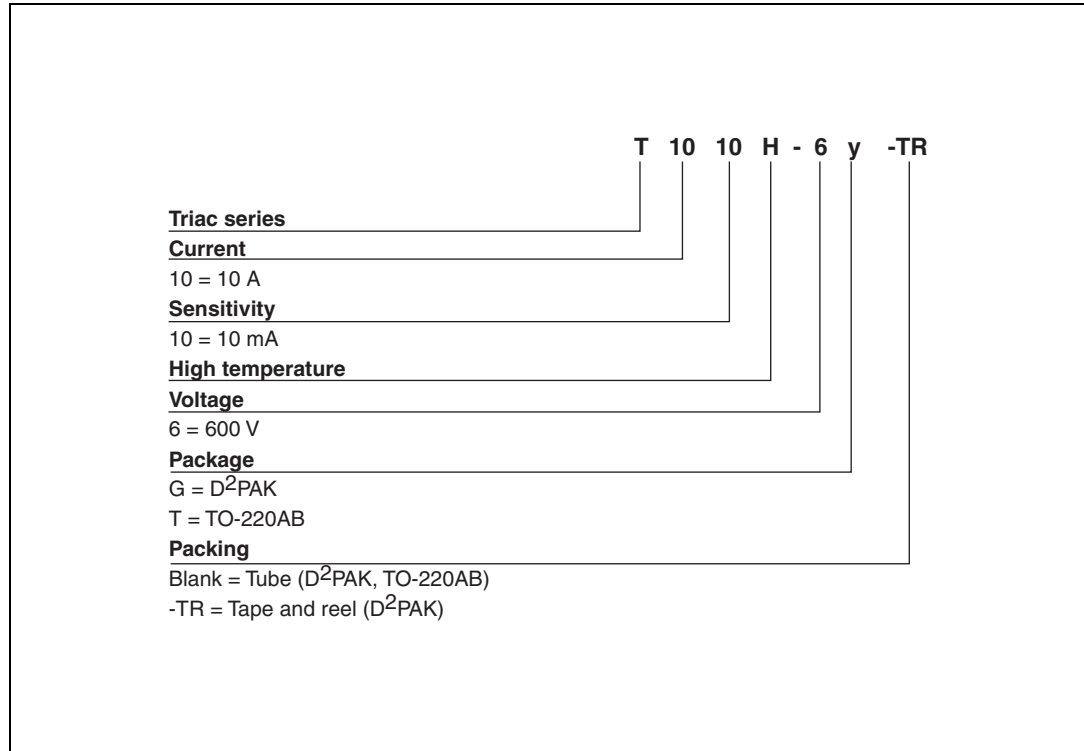 T 10 10 H - 6 y -TR
Triac series
Current
10 = 10 A
Sensitivity
10 = 10 mA
High temperature
Voltage
6 = 600 V
Package
G = D²PAK
T = TO-220AB
Packing
Blank = Tube (D²PAK, TO-220AB)
-TR = Tape and reel (D²PAK)